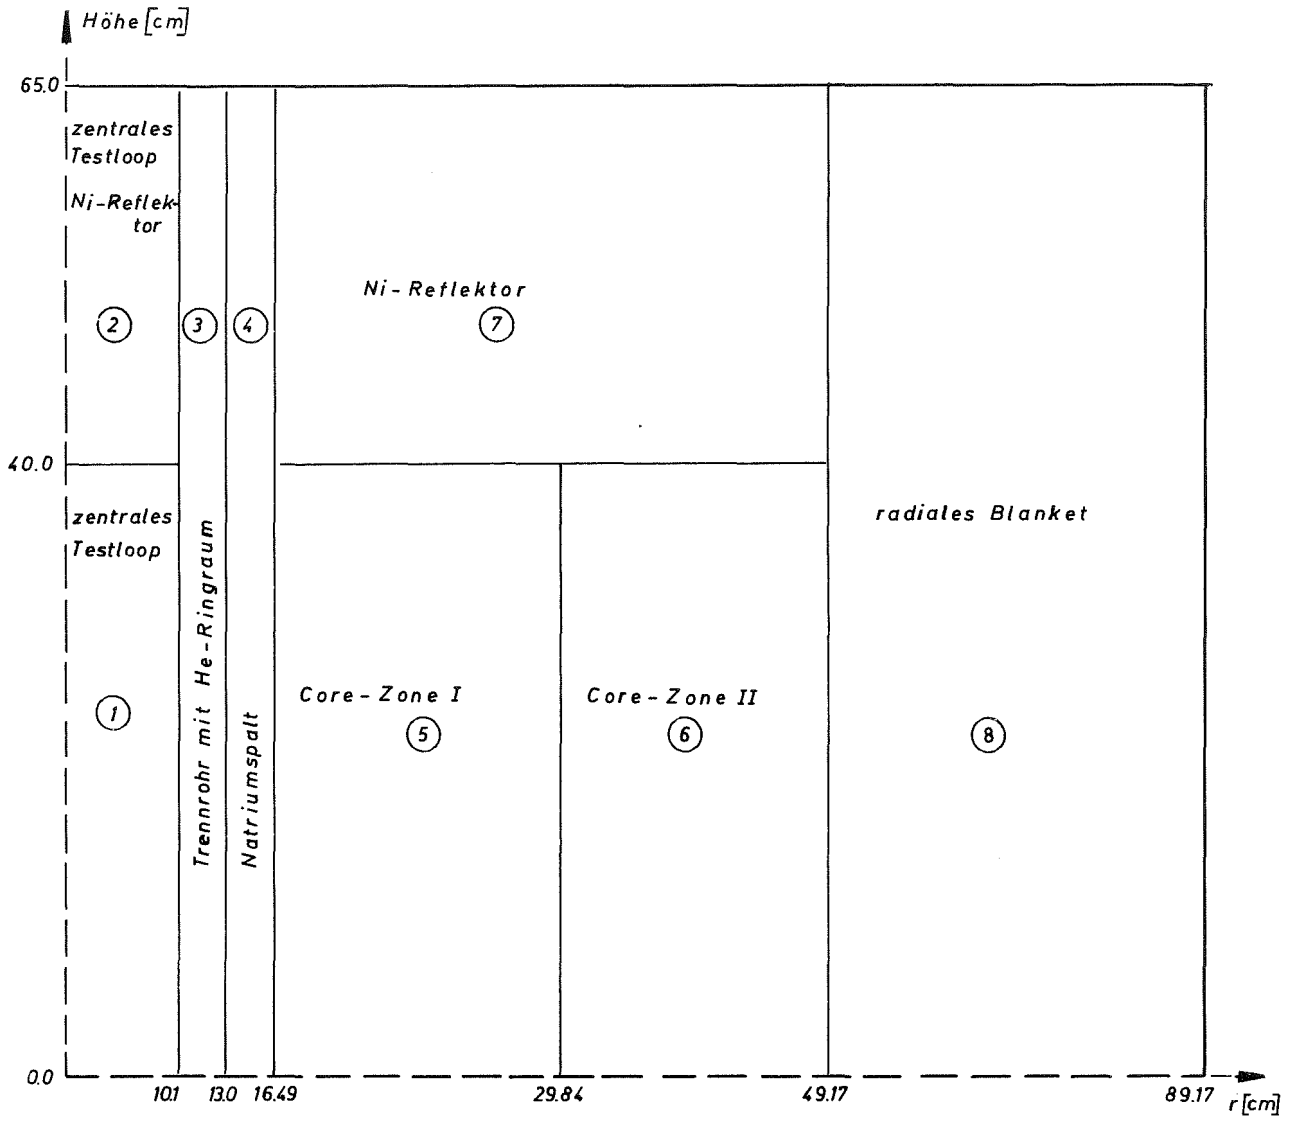 Höhe [cm]
65.0
zentrales
Testloop
Ni-Reflek-
tor
Ni-Reflektor
2
3
4
7
40.0
zentrales
Testloop
radiales Blanket
Trennrohr mit He-Ringraum
Natriumspalt
Core-Zone I
Core-Zone II
1
5
6
8
0.0
10.1
13.0
16.49
29.84
49.17
89.17
r [cm]